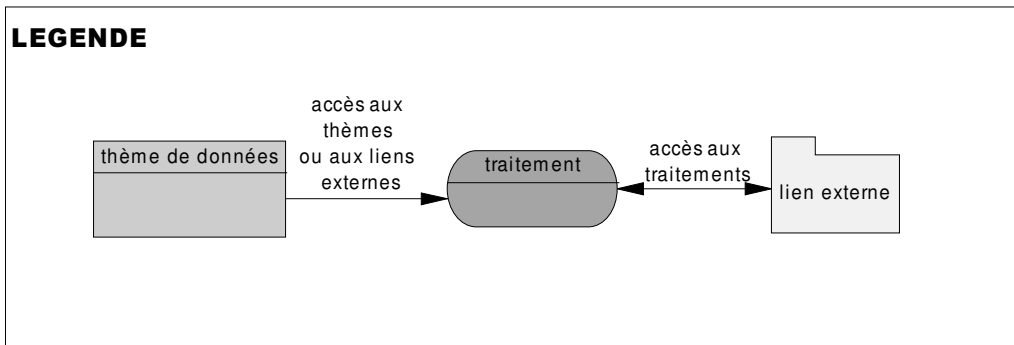 LEGENDE
thème de données
accès aux
thèmes
ou aux liens
externes
traitement
accès aux
traitements
lien externe